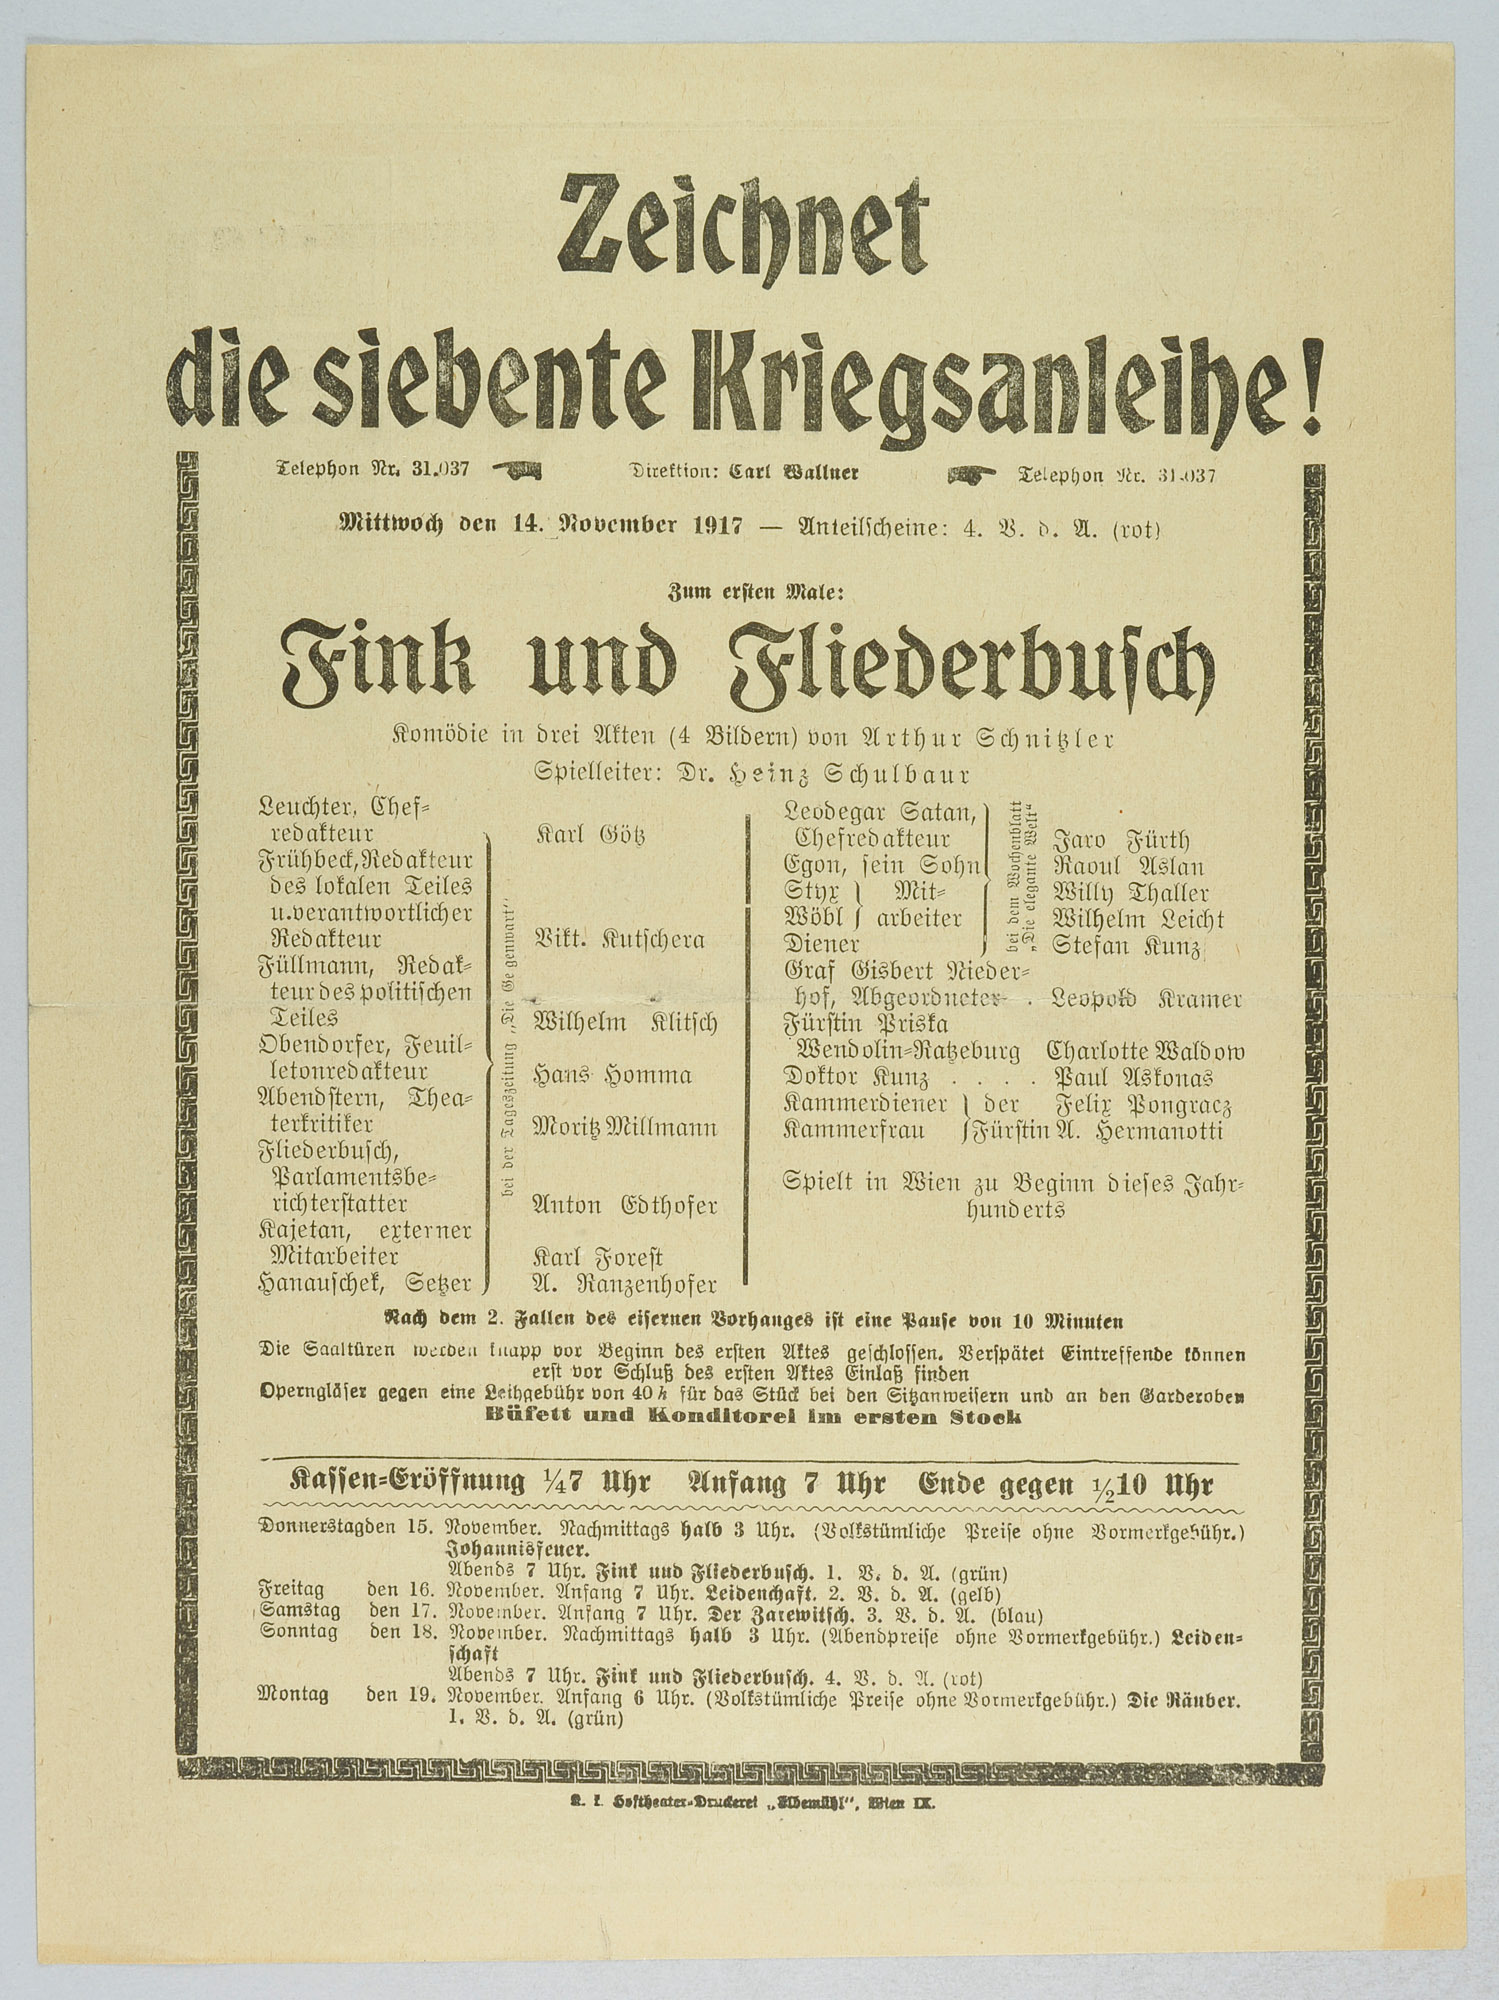 Zeichnet
die siebente Kriegsanleihe!
Telephon Nr. 31.037 Direktion: Carl Wallner Telephon Nr. 31.037
Mittwoch den 14. November 1917 — Anteilscheine: 4. V. d. A. (rot)
Zum ersten Male:
Fink und Fliederbusch
Komödie in drei Akten (4 Bildern) von Arthur Schnitzler
Spielleiter: Dr. Heinz Schulbaur
Leuchter, Chef-
redakteur Karl Götz
Frühbeck, Redakteur
des lokalen Teiles
u. verantwortlicher
Redakteur Vikt. Kutschera
Füllmann, Redak-
teur des politischen
Teiles Wilhelm Klitsch
Obendorfer, Feuil-
letonredakteur Hans Homma
Abendstern, Thea-
terkritiker Moritz Millmann
Fliederbusch,
Parlamentsbe-
richterstatter Anton Edthofer
Kajetan, externer
Mitarbeiter Karl Forest
Hanauschek, Setzer A. Ranzenhofer
bei der Tageszeitung „Die Gegenwart“
Leodegar Satan,
Chefredakteur Jaro Fürth
Egon, sein Sohn Raoul Aslan
Styx } Mit- Willy Thaller
Wöbl } arbeiter Wilhelm Leicht
Diener Stefan Kunz
bei dem Wochenblatt
„Die elegante Welt“
Graf Gisbert Nieder-
hof, Abgeordneter . Leopold Kramer
Fürstin Priska
Wendolin-Ratzeburg Charlotte Waldow
Doktor Kunz . . . . Paul Askonas
Kammerdiener } der Felix Pongracz
Kammerfrau } Fürstin A. Hermanotti
Spielt in Wien zu Beginn dieses Jahr-
hunderts
Nach dem 2. Fallen des eisernen Vorhanges ist eine Pause von 10 Minuten
Die Saaltüren werden knapp vor Beginn des ersten Aktes geschlossen. Verspätet Eintreffende können
erst vor Schluß des ersten Aktes Einlaß finden
Operngläser gegen eine Leihgebühr von 40 h für das Stück bei den Sitzanweisern und an den Garderoben
Büfett und Konditorei im ersten Stock
Kassen-Eröffnung ¼7 Uhr Anfang 7 Uhr Ende gegen ½10 Uhr
Donnerstag den 15. November. Nachmittags halb 3 Uhr. (Volkstümliche Preise ohne Vormerkgebühr.)
Johannisfeuer.
Abends 7 Uhr. Fink und Fliederbusch. 1. V. d. A. (grün)
Freitag den 16. November. Anfang 7 Uhr. Leidenchaft. 2. V. d. A. (gelb)
Samstag den 17. November. Anfang 7 Uhr. Der Zarewitsch. 3. V. d. A. (blau)
Sonntag den 18. November. Nachmittags halb 3 Uhr. (Abendpreise ohne Vormerkgebühr.) Leiden-
schaft
Abends 7 Uhr. Fink und Fliederbusch. 4. V. d. A. (rot)
Montag den 19. November. Anfang 6 Uhr. (Volkstümliche Preise ohne Vormerkgebühr.) Die Räuber.
1. V. d. A. (grün)
K. k. Hoftheater-Druckerei „Elbemühl“, Wien IX.